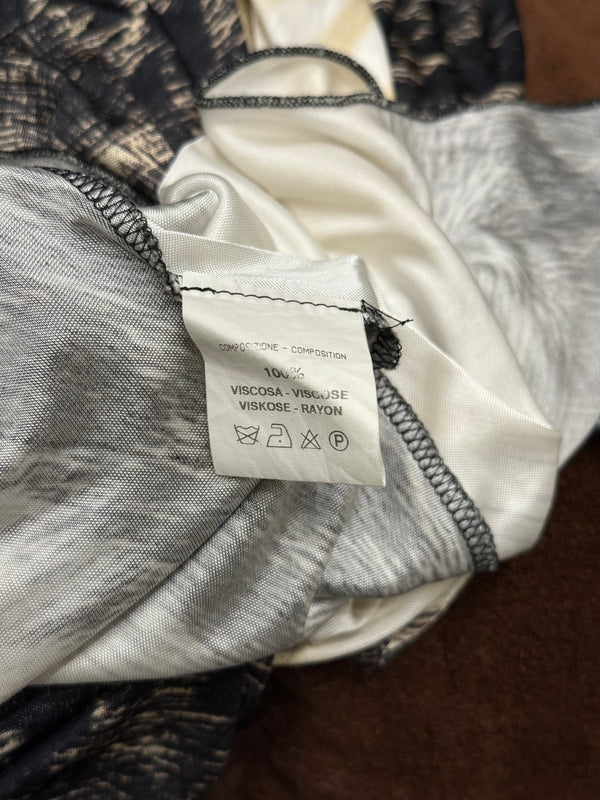 COMPOSIZIONE - COMPOSITION
100%
VISCOSA - VISCOSE
VISKOSE - RAYON
P